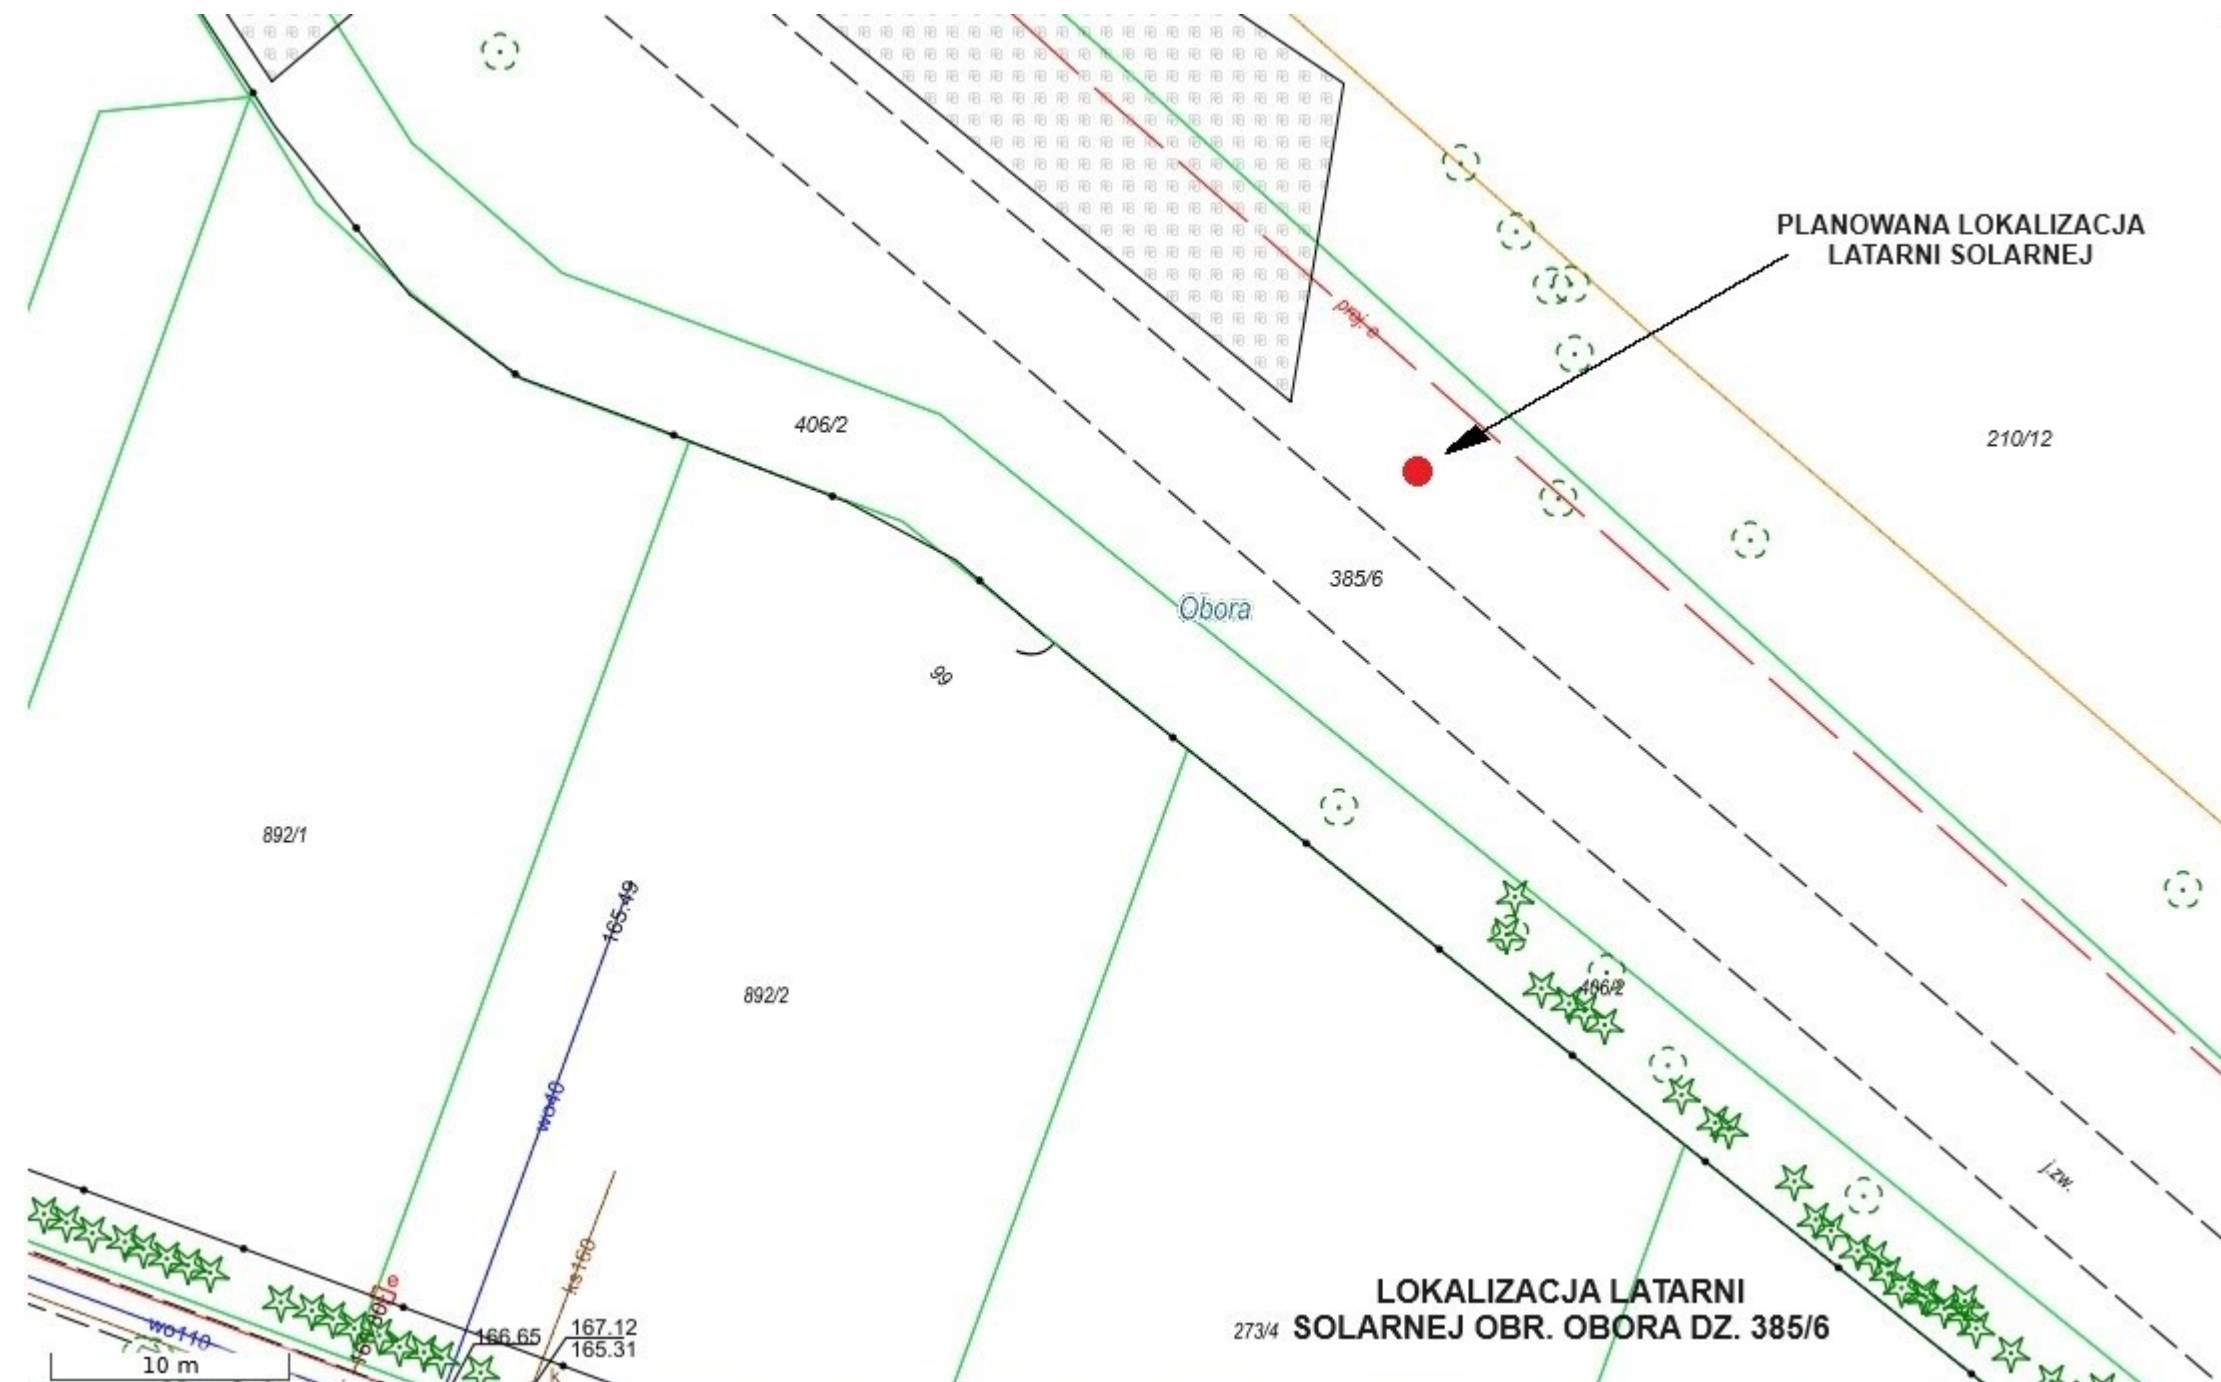 PLANOWANA LOKALIZACJA
LATARNI SOLARNEJ
proj. e
406/2
210/12
385/6
Obora
99
892/1
165.49
892/2
406/2
wo40
j.zw.
ks160
e
LOKALIZACJA LATARNI
273/4 SOLARNEJ OBR. OBORA DZ. 385/6
wo110
166.65
167.12
165.31
10 m